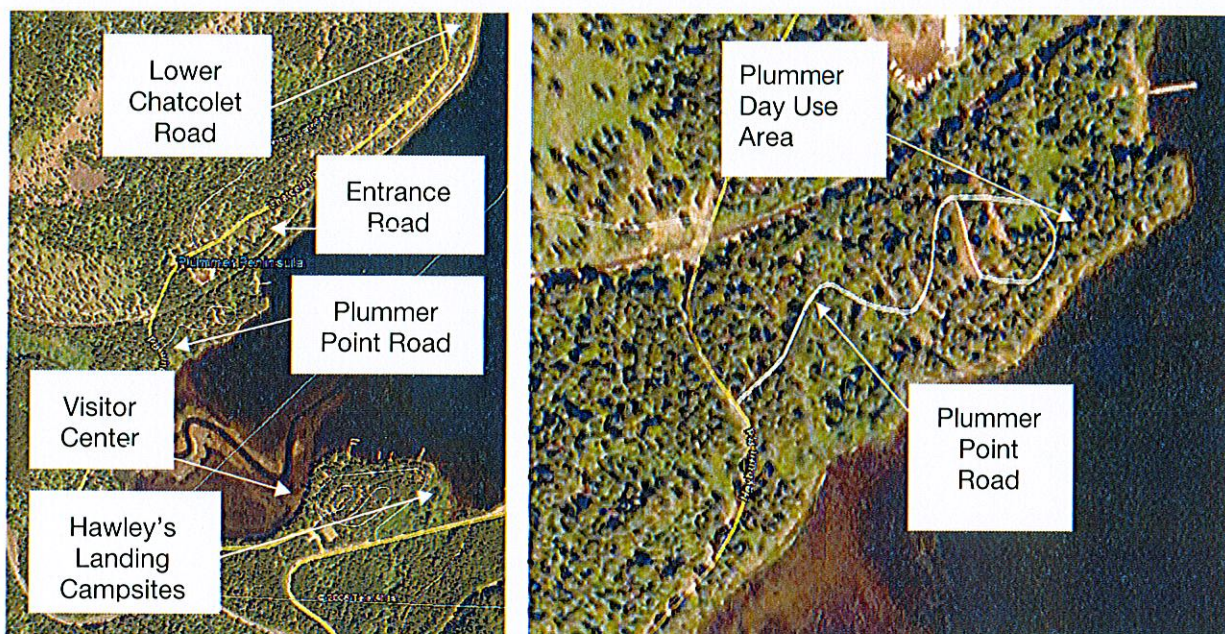 Lower
Chatcolet
Road
Entrance
Road
Plummer Peninsula
Plummer
Point Road
Visitor
Center
Hawley's
Landing
Campsites
Plummer
Day Use
Area
Plummer
Point
Road